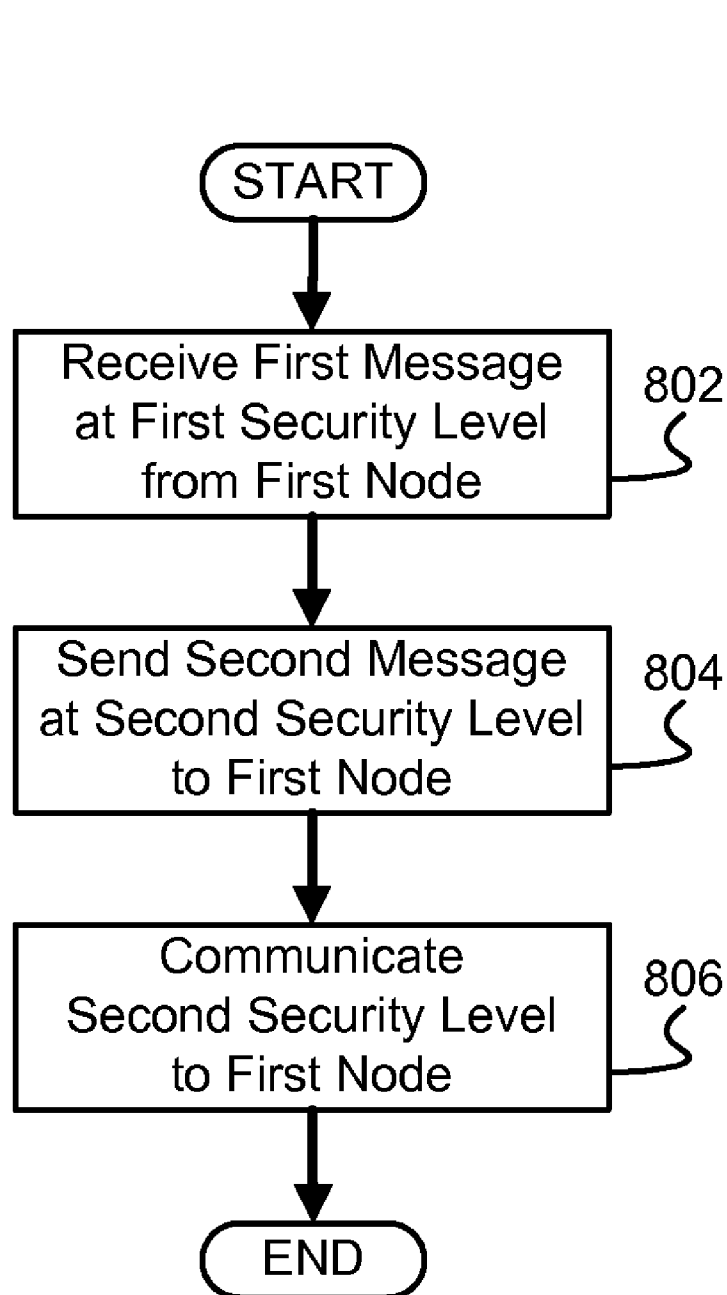 START
Receive First Message
at First Security Level
from First Node
802
Send Second Message
at Second Security Level
to First Node
804
Communicate
Second Security Level
to First Node
806
END